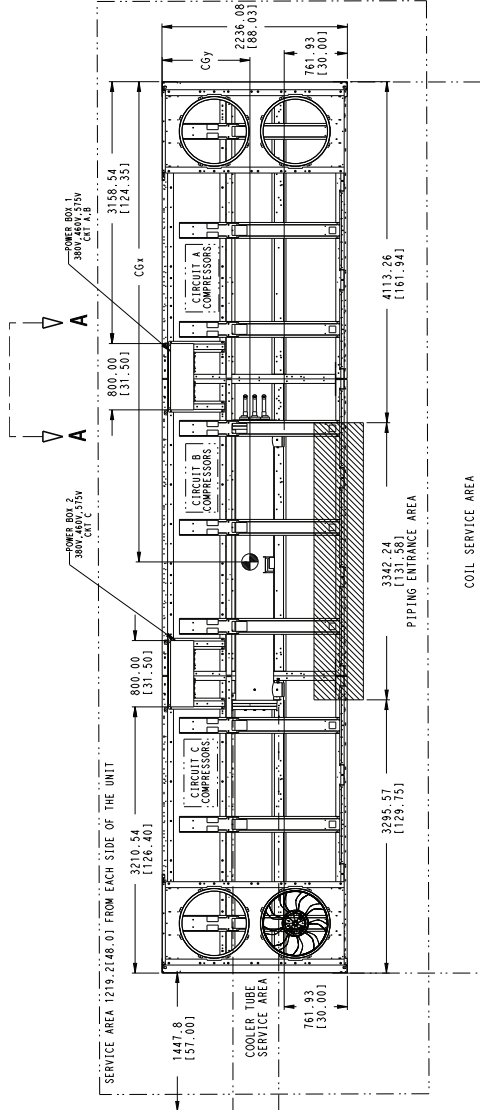 2236.08
[88.03]
CGy
761.93
[30.00]
3158.54
[124.35]
CGx
4113.26
[161.94]
POWER BOX 1
380V,460V,575V
CKT A,B
CIRCUIT A
COMPRESSORS
A
A
800.00
[31.50]
CIRCUIT B
COMPRESSORS
POWER BOX 2
380V,460V,575V
CKT C
3342.24
[131.58]
PIPING ENTRANCE AREA
COIL SERVICE AREA
800.00
[31.50]
CIRCUIT C
COMPRESSORS
3210.54
[126.40]
3295.57
[129.75]
SERVICE AREA 1219.2[48.0] FROM EACH SIDE OF THE UNIT
1447.8
[57.00]
COOLER TUBE
SERVICE AREA
761.93
[30.00]